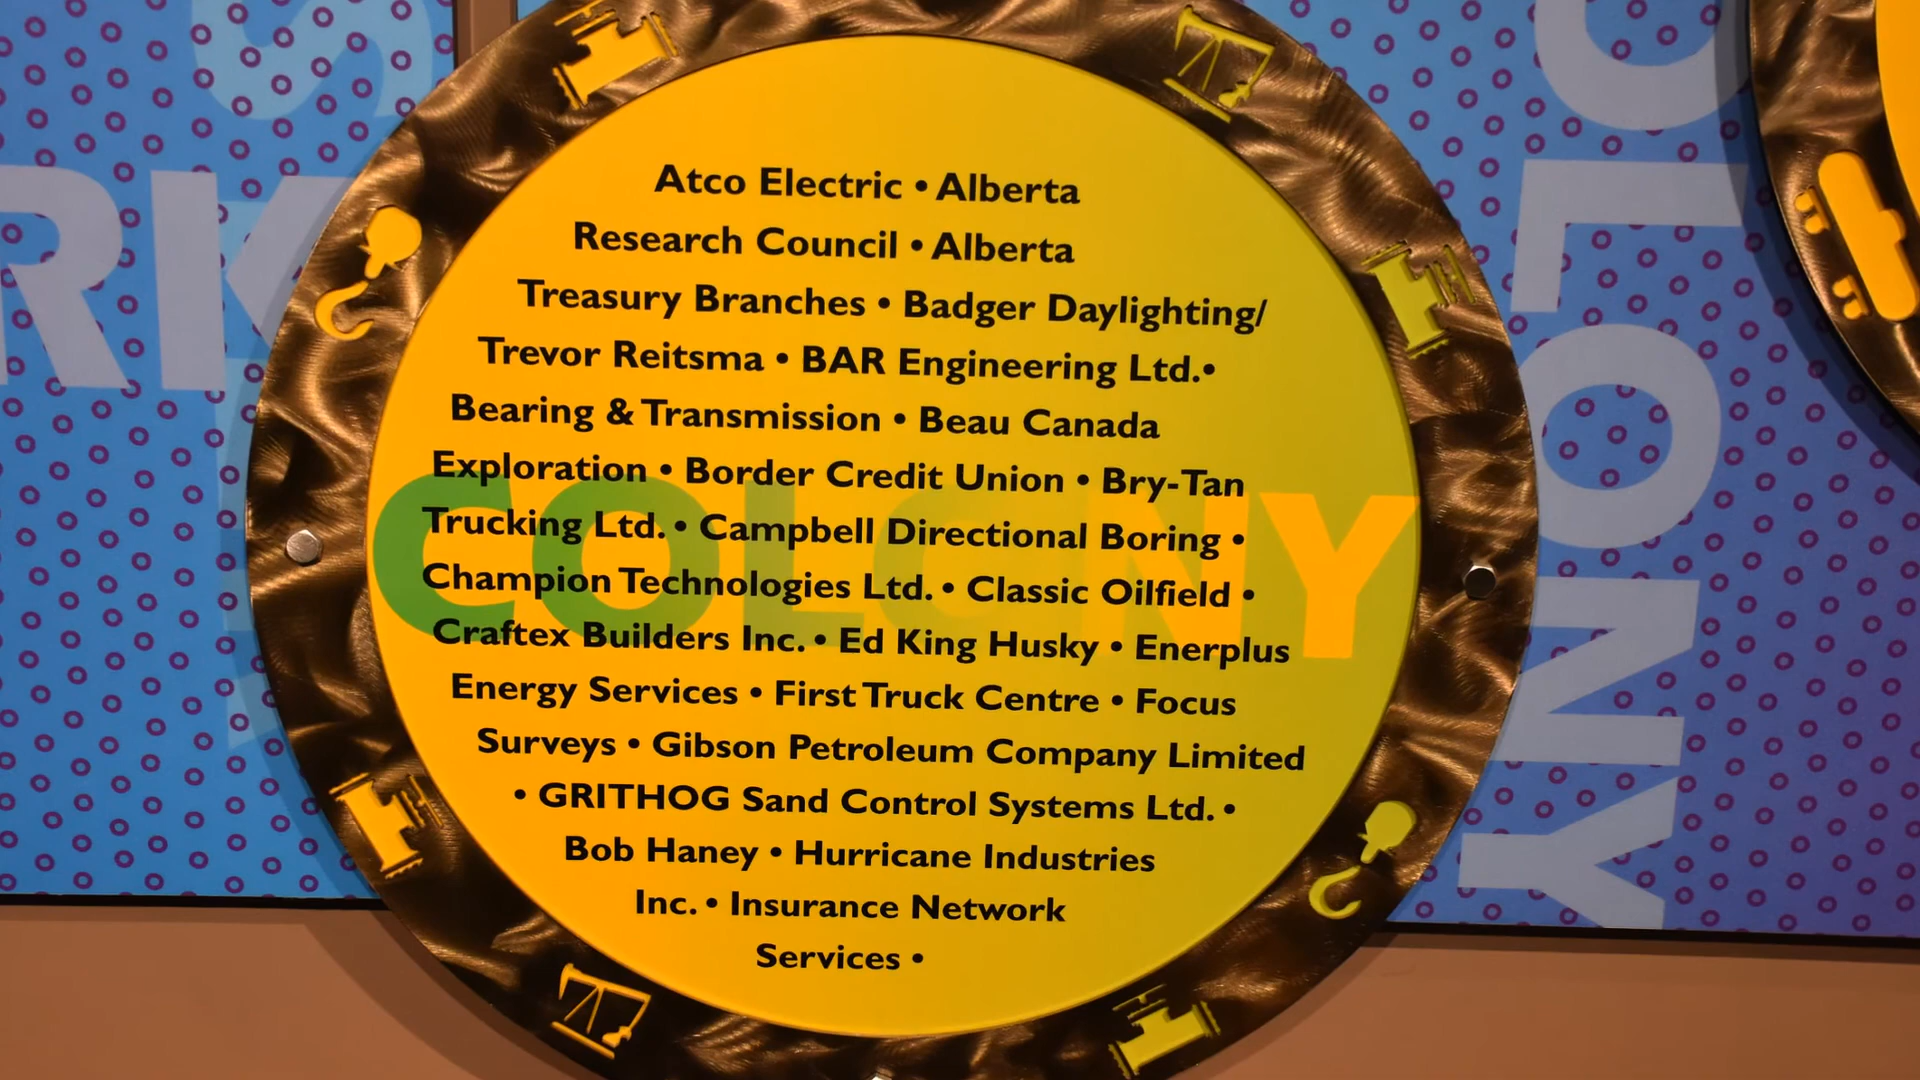 Atco Electric • Alberta
Research Council • Alberta
Treasury Branches • Badger Daylighting/
Trevor Reitsma • BAR Engineering Ltd.•
Bearing & Transmission • Beau Canada
Exploration • Border Credit Union • Bry-Tan
Trucking Ltd. • Campbell Directional Boring •
Champion Technologies Ltd. • Classic Oilfield •
Craftex Builders Inc. • Ed King Husky • Enerplus
Energy Services • First Truck Centre • Focus
Surveys • Gibson Petroleum Company Limited
• GRITHOG Sand Control Systems Ltd. •
Bob Haney • Hurricane Industries
Inc. • Insurance Network
Services •
COLONY
OLONY